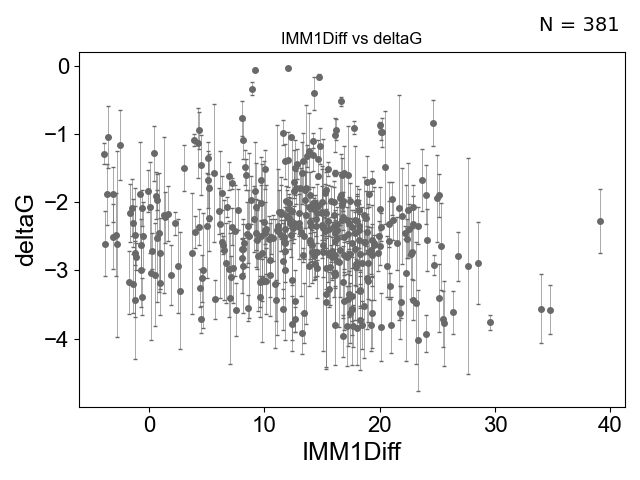 N = 381
IMM1Diff vs deltaG
deltaG
0
−1
−2
−3
−4
0 10 20 30 40
IMM1Diff